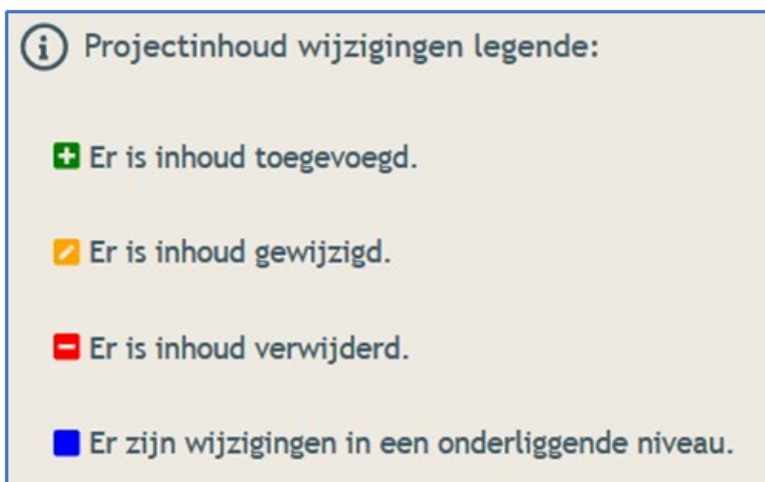 Projectinhoud wijzigingen legende:
Er is inhoud toegevoegd.
Er is inhoud gewijzigd.
Er is inhoud verwijderd.
Er zijn wijzigingen in een onderliggende niveau.